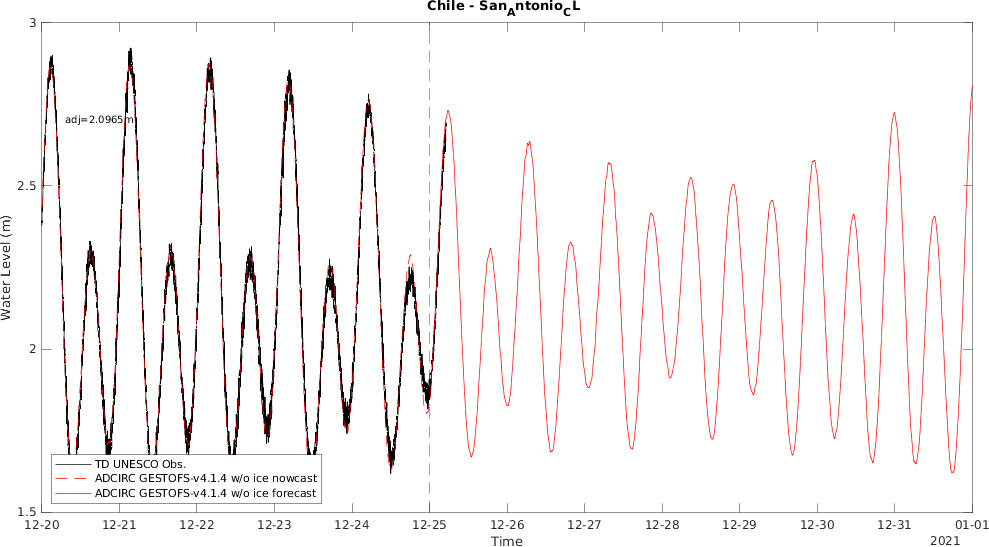 Chile - SanAntonioCL
3
adj=2.0965m
2.5
Water Level (m)
2
TD UNESCO Obs.
ADCIRC GESTOFS-v4.1.4 w/o ice nowcast
ADCIRC GESTOFS-v4.1.4 w/o ice forecast
1.5
12-20 12-21 12-22 12-23 12-24 12-25 12-26 12-27 12-28 12-29 12-30 12-31 01-01
Time
2021